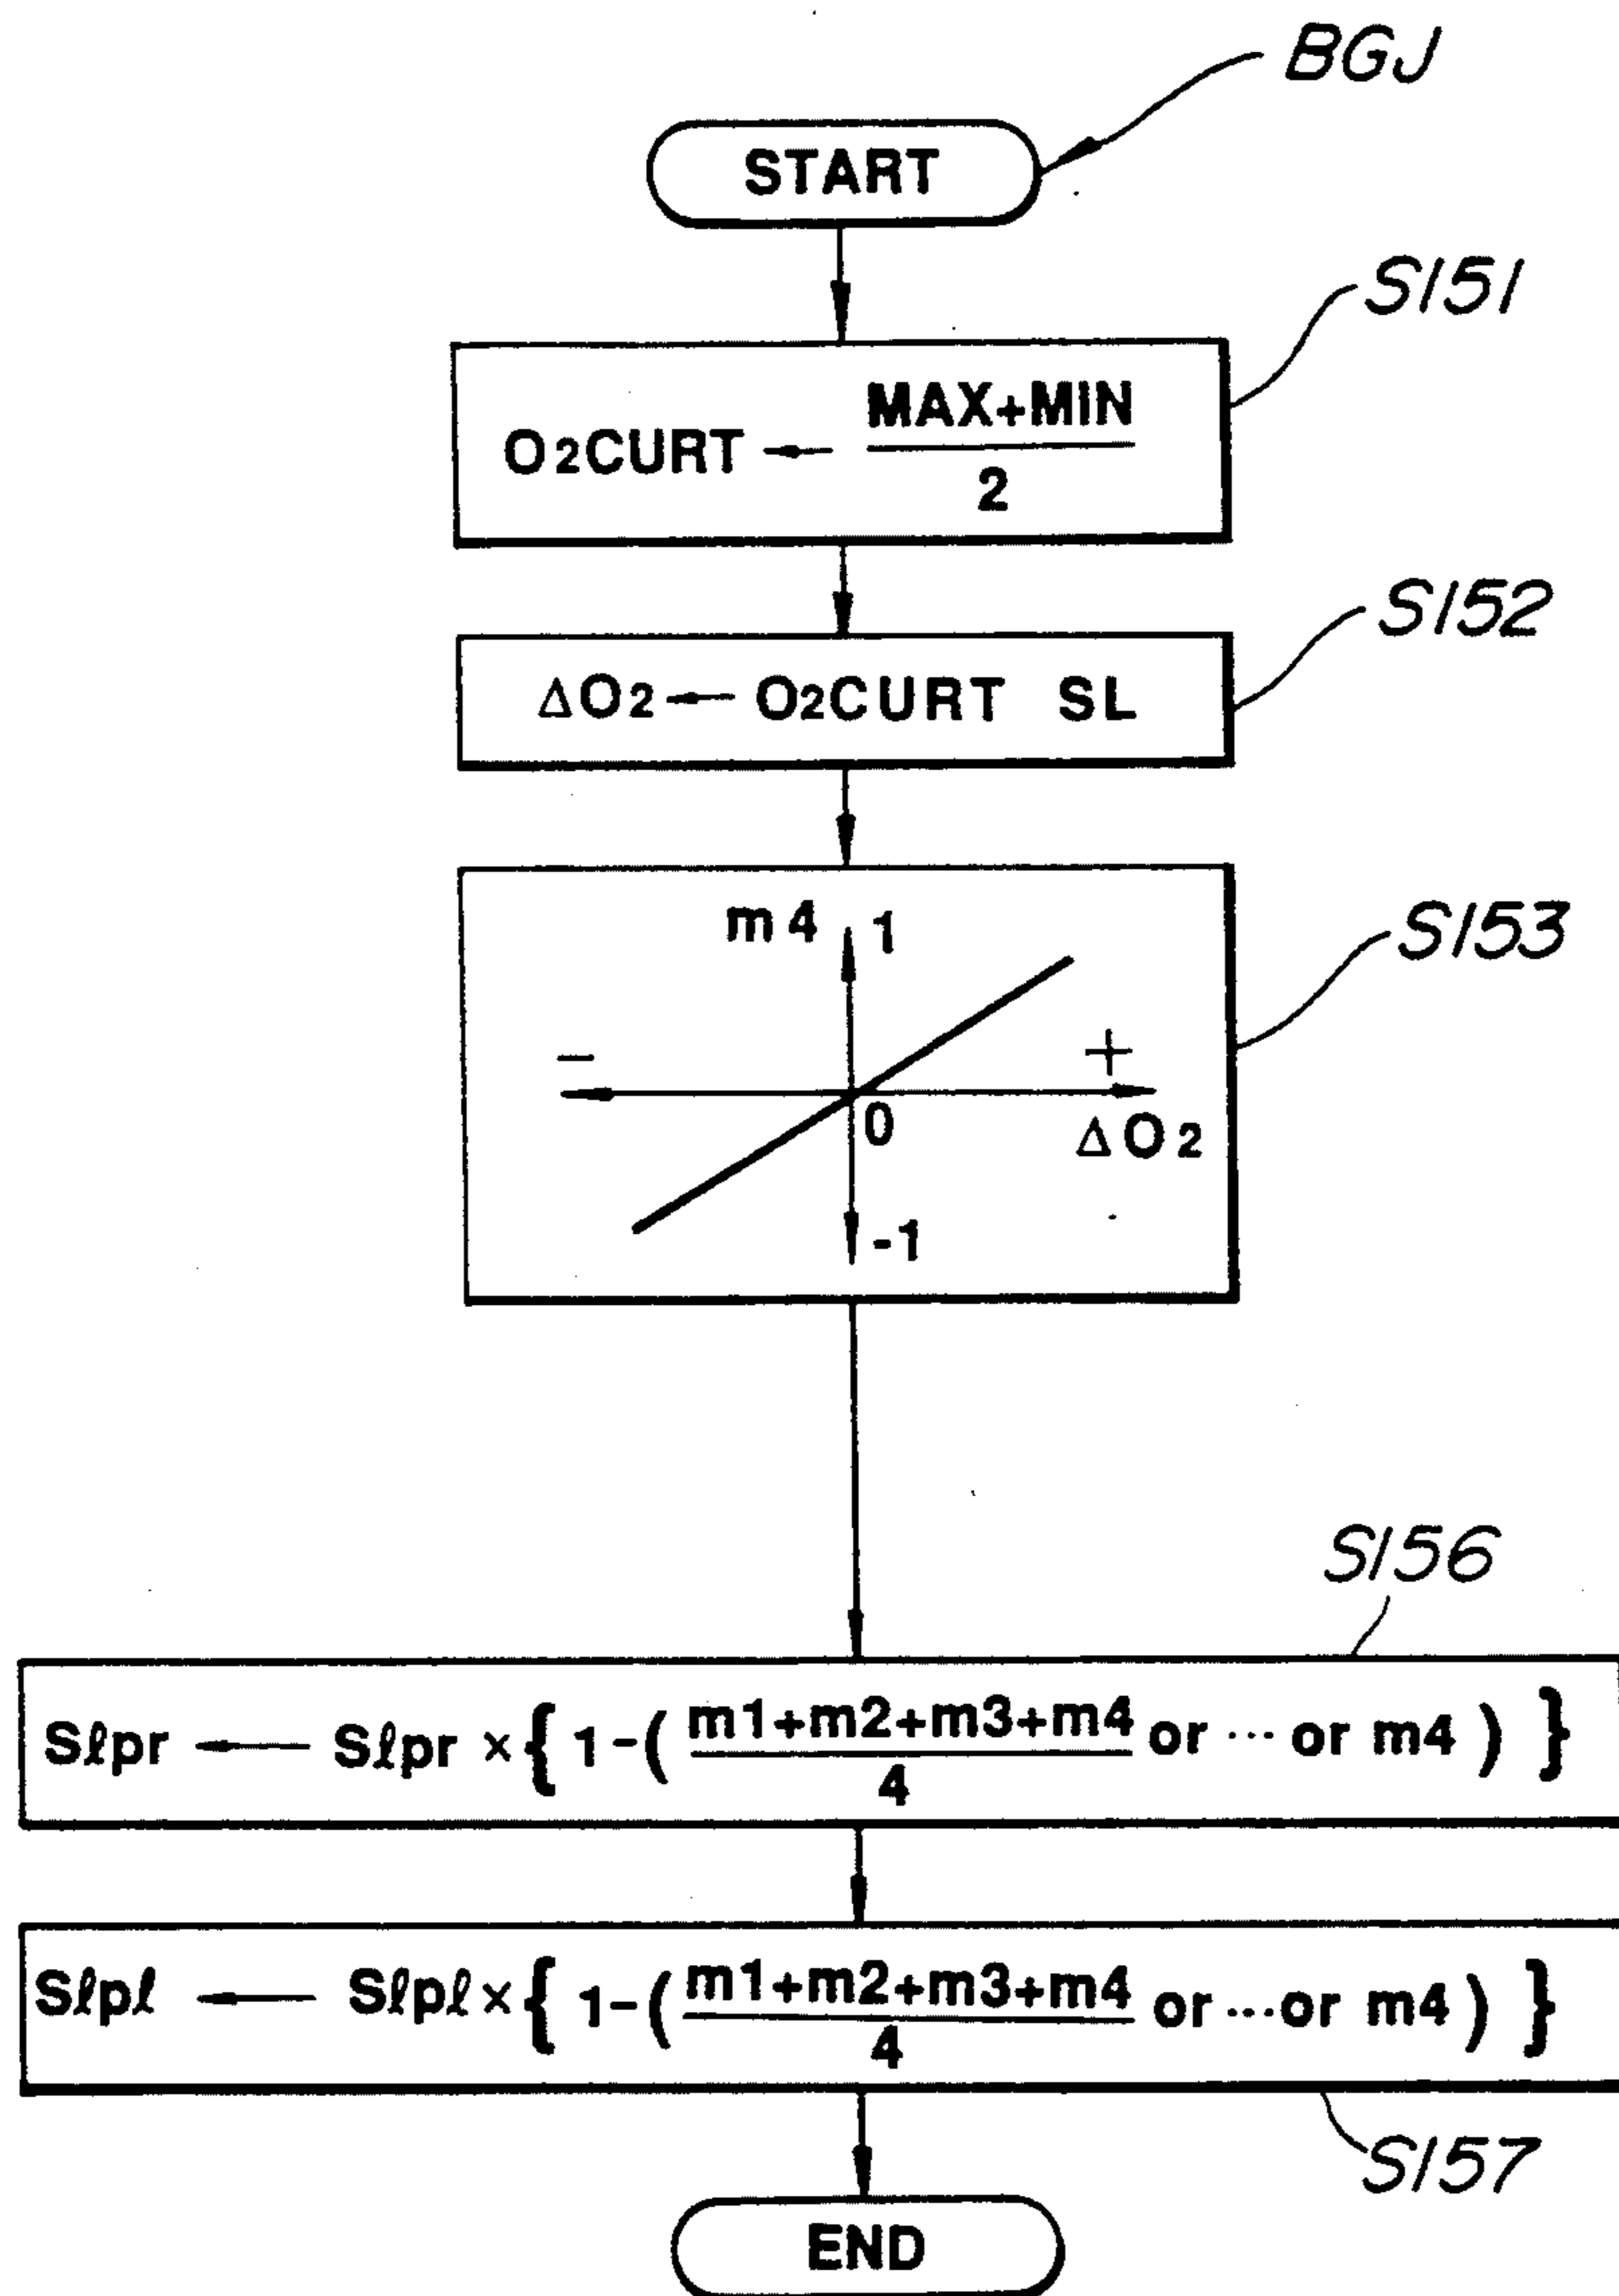 BGJ
START
S151
O2CURT ← MAX+MIN
2
S152
ΔO2 ← O2CURT SL
S153
m4 1
- +
0
ΔO2
-1
S156
Sℓpr ← Sℓpr × { 1-( m1+m2+m3+m4 or ··· or m4 ) }
4
Sℓpℓ ← Sℓpℓ × { 1-( m1+m2+m3+m4 or ··· or m4 ) }
4
S157
END